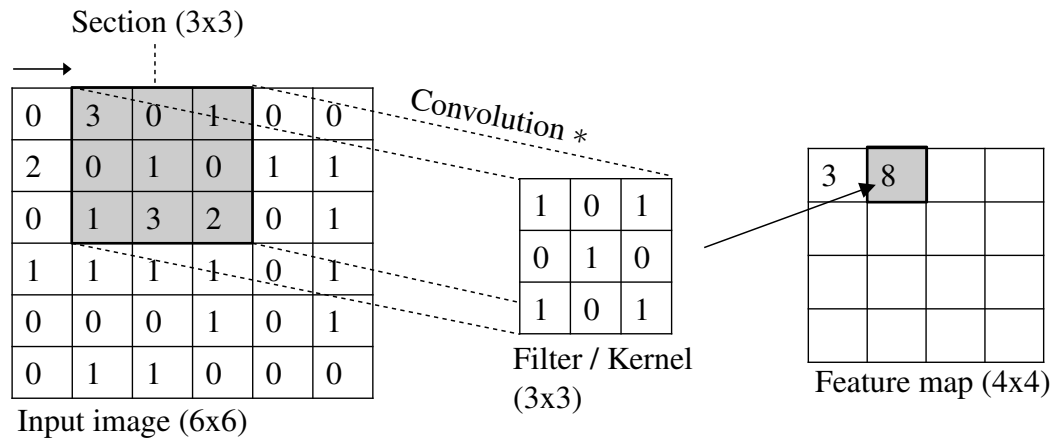 Section (3x3)
0 3 0 1 0 0
2 0 1 0 1 1
0 1 3 2 0 1
1 1 1 1 0 1
0 0 0 1 0 1
0 1 1 0 0 0
Input image (6x6)
Convolution *
1 0 1
0 1 0
1 0 1
Filter / Kernel
(3x3)
3 8
Feature map (4x4)